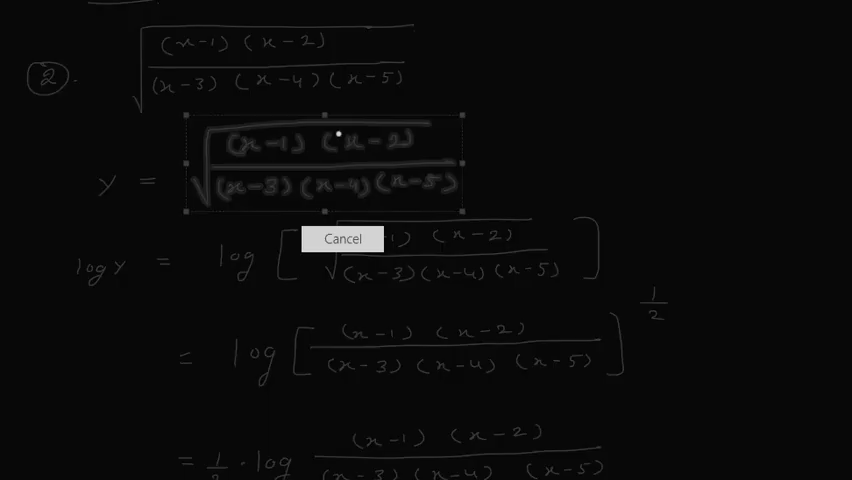 ② . √((x-1) (x-2) / (x-3) (x-4) (x-5))
y = √((x-1) (x-2) / (x-3) (x-4) (x-5))
Cancel
log y = log [ √(-1) (x-2) / (x-3) (x-4) (x-5) ]
= log [ (x-1) (x-2) / (x-3) (x-4) (x-5) ] 1/2
= 1/2 · log (x-1) (x-2) / (x-3) (x-4) (x-5)